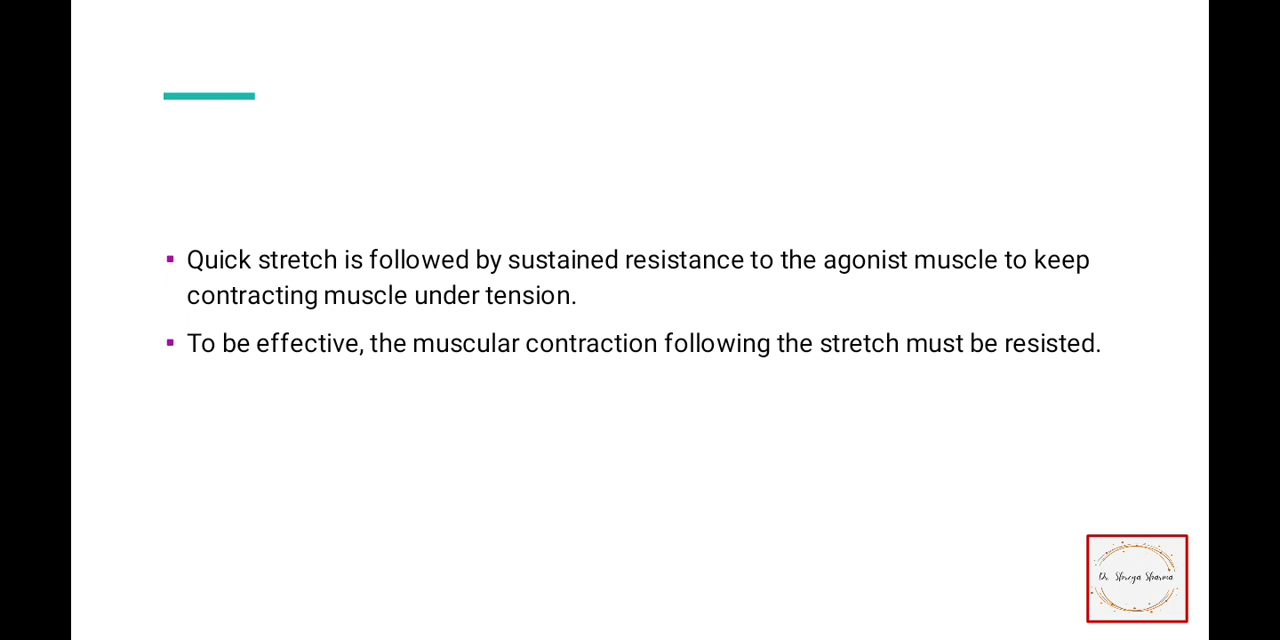 ▪ Quick stretch is followed by sustained resistance to the agonist muscle to keep
contracting muscle under tension.
▪ To be effective, the muscular contraction following the stretch must be resisted.
Dr Shreya Sharma